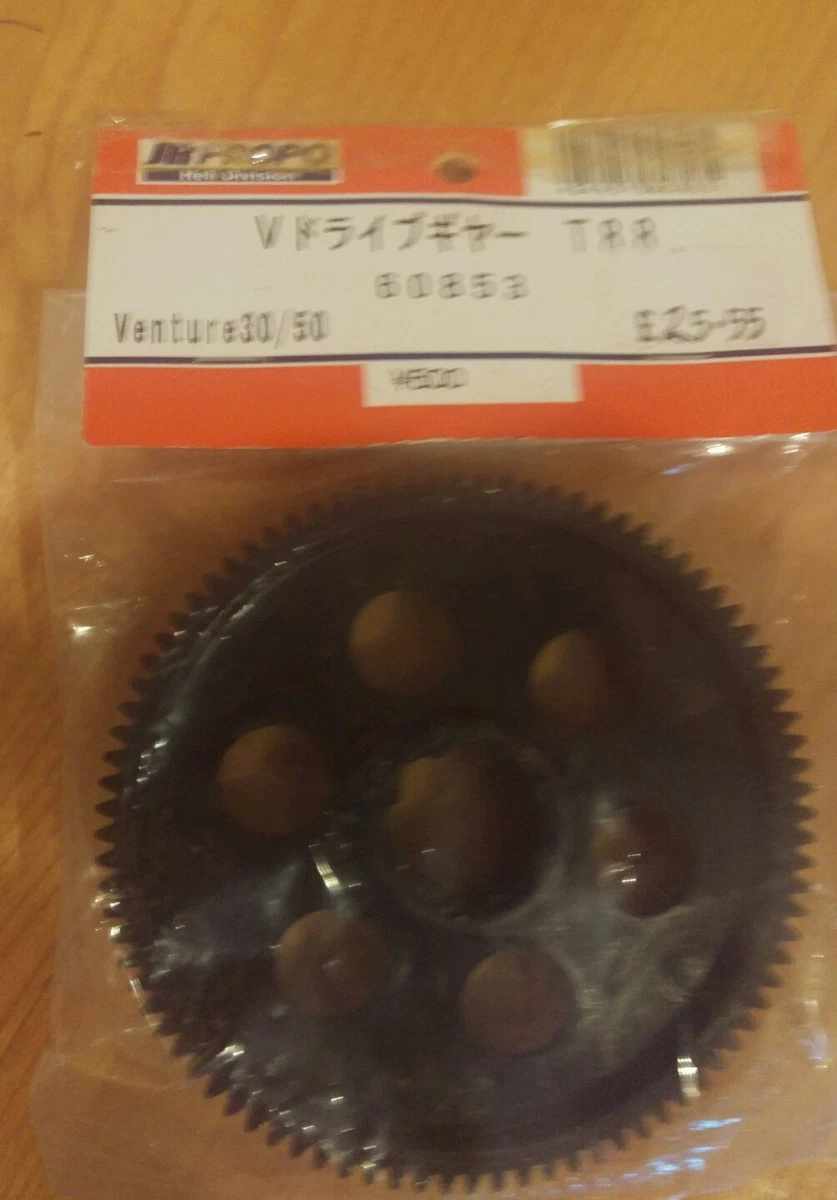 JR PROPO
Heli Division
Vドライブギヤー T88
60853
Venture30/50
¥600